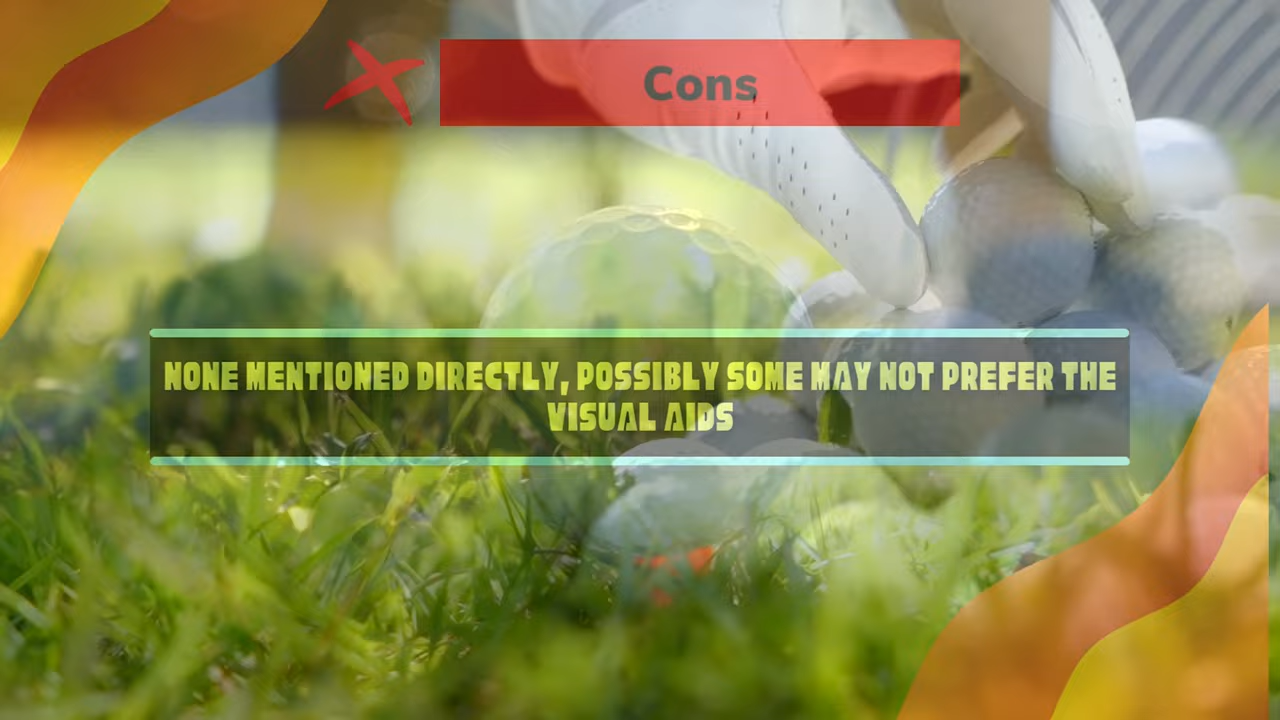 Cons
NONE MENTIONED DIRECTLY, POSSIBLY SOME MAY NOT PREFER THE
VISUAL AIDS